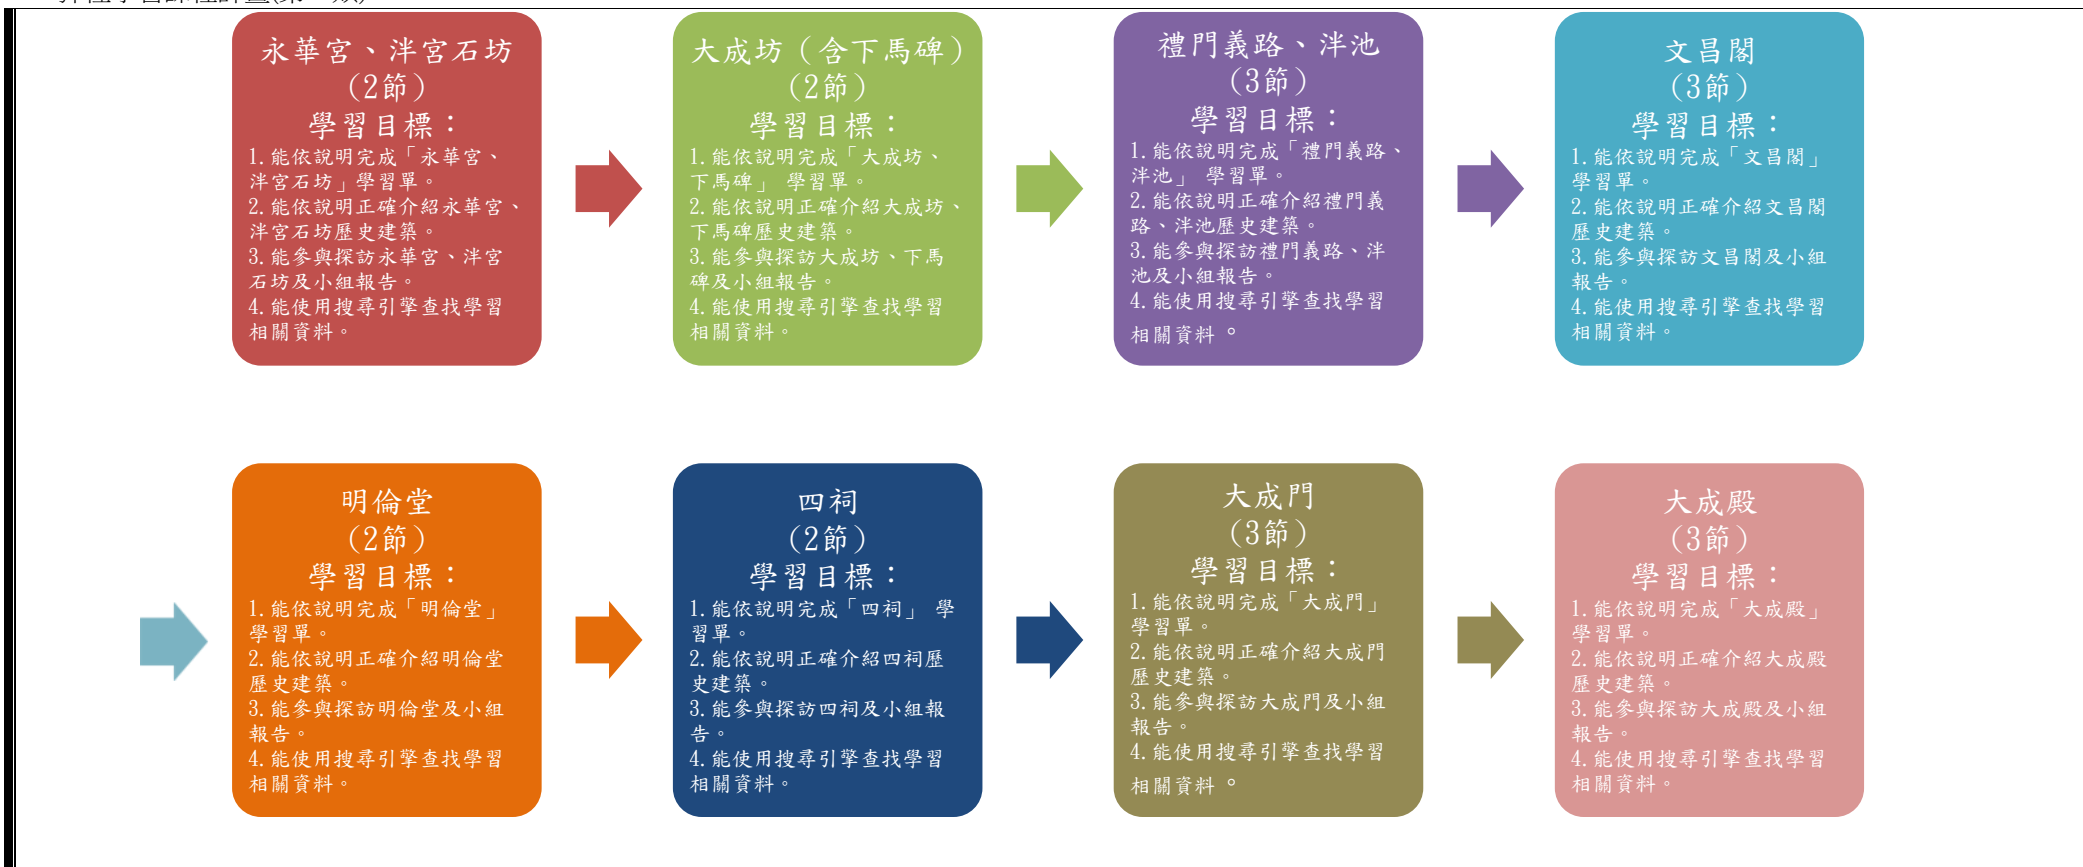 永華宮、泮宮石坊
（2節）
學習目標：
1.能依說明完成「永華宮、
泮宮石坊」學習單。
2.能依說明正確介紹永華宮、
泮宮石坊歷史建築。
3.能參與探訪永華宮、泮宮
石坊及小組報告。
4.能使用搜尋引擎查找學習
相關資料。
大成坊（含下馬碑）
（2節）
學習目標：
1.能依說明完成「大成坊、
下馬碑」 學習單。
2.能依說明正確介紹大成坊、
下馬碑歷史建築。
3.能參與探訪大成坊、下馬
碑及小組報告。
4.能使用搜尋引擎查找學習
相關資料。
禮門義路、泮池
（3節）
學習目標：
1.能依說明完成「禮門義路、
泮池」 學習單。
2.能依說明正確介紹禮門義
路、泮池歷史建築。
3.能參與探訪禮門義路、泮
池及小組報告。
4.能使用搜尋引擎查找學習
相關資料。
文昌閣
（3節）
學習目標：
1.能依說明完成「文昌閣」
學習單。
2.能依說明正確介紹文昌閣
歷史建築。
3.能參與探訪文昌閣及小組
報告。
4.能使用搜尋引擎查找學習
相關資料。
明倫堂
（2節）
學習目標：
1.能依說明完成「明倫堂」
學習單。
2.能依說明正確介紹明倫堂
歷史建築。
3.能參與探訪明倫堂及小組
報告。
4.能使用搜尋引擎查找學習
相關資料。
四祠
（2節）
學習目標：
1.能依說明完成「四祠」 學
習單。
2.能依說明正確介紹四祠歷
史建築。
3.能參與探訪四祠及小組報
告。
4.能使用搜尋引擎查找學習
相關資料。
大成門
（3節）
學習目標：
1.能依說明完成「大成門」
學習單。
2.能依說明正確介紹大成門
歷史建築。
3.能參與探訪大成門及小組
報告。
4.能使用搜尋引擎查找學習
相關資料。
大成殿
（3節）
學習目標：
1.能依說明完成「大成殿」
學習單。
2.能依說明正確介紹大成殿
歷史建築。
3.能參與探訪大成殿及小組
報告。
4.能使用搜尋引擎查找學習
相關資料。